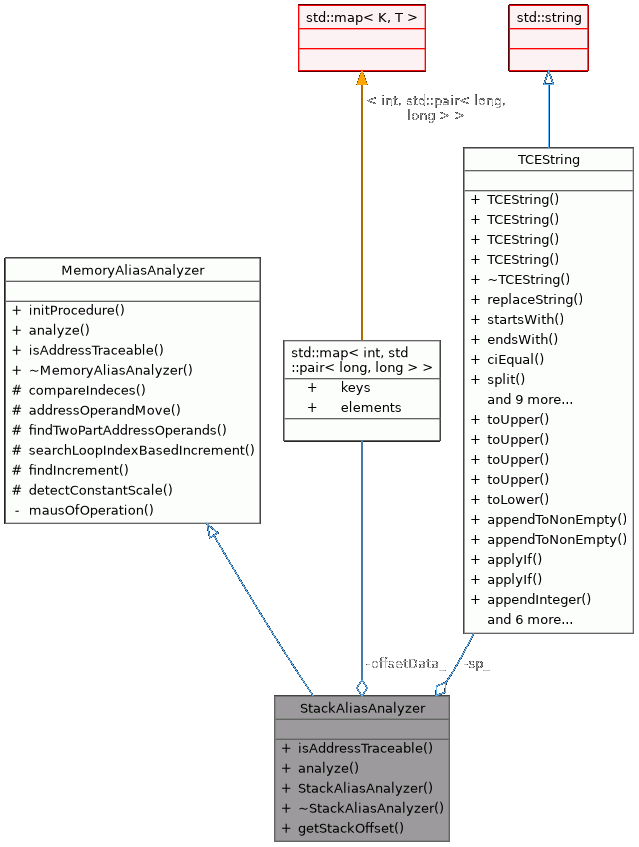 std::map< K, T >
std::string
< int, std::pair< long,
long > >
TCEString
+ TCEString()
+ TCEString()
+ TCEString()
+ TCEString()
+ ~TCEString()
+ replaceString()
+ startsWith()
+ endsWith()
+ ciEqual()
+ split()
and 9 more...
+ toUpper()
+ toUpper()
+ toUpper()
+ toUpper()
+ toLower()
+ appendToNonEmpty()
+ appendToNonEmpty()
+ applyIf()
+ applyIf()
+ appendInteger()
and 6 more...
MemoryAliasAnalyzer
+ initProcedure()
+ analyze()
+ isAddressTraceable()
+ ~MemoryAliasAnalyzer()
# compareIndeces()
# addressOperandMove()
# findTwoPartAddressOperands()
# searchLoopIndexBasedIncrement()
# findIncrement()
# detectConstantScale()
- mausOfOperation()
std::map< int, std
::pair< long, long > >
+ keys
+ elements
-offsetData_
-sp_
StackAliasAnalyzer
+ isAddressTraceable()
+ analyze()
+ StackAliasAnalyzer()
+ ~StackAliasAnalyzer()
+ getStackOffset()